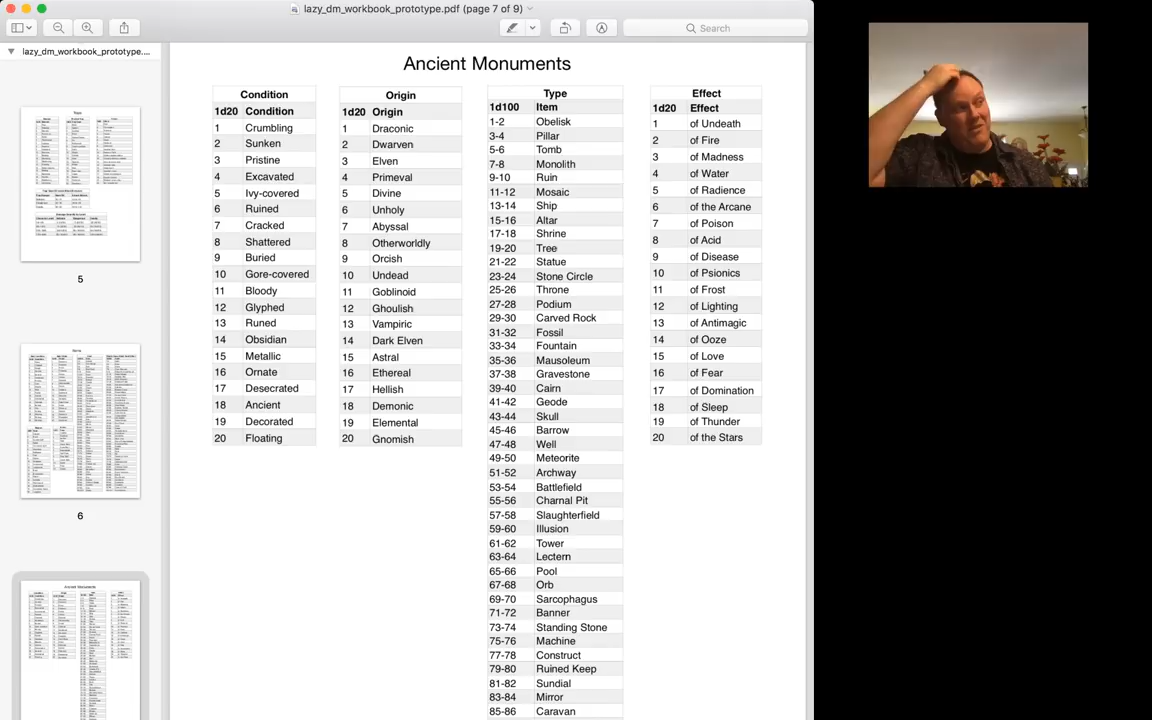 lazy_dm_workbook_prototype.pdf (page 7 of 9)
Search
lazy_dm_workbook_prototype....
5
6
Ancient Monuments
Condition
1d20 Condition
1 Crumbling
2 Sunken
3 Pristine
4 Excavated
5 Ivy-covered
6 Ruined
7 Cracked
8 Shattered
9 Buried
10 Gore-covered
11 Bloody
12 Glyphed
13 Runed
14 Obsidian
15 Metallic
16 Ornate
17 Desecrated
18 Ancient
19 Decorated
20 Floating
Origin
1d20 Origin
1 Draconic
2 Dwarven
3 Elven
4 Primeval
5 Divine
6 Unholy
7 Abyssal
8 Otherworldly
9 Orcish
10 Undead
11 Goblinoid
12 Ghoulish
13 Vampiric
14 Dark Elven
15 Astral
16 Ethereal
17 Hellish
18 Demonic
19 Elemental
20 Gnomish
Type
1d100 Item
1-2 Obelisk
3-4 Pillar
5-6 Tomb
7-8 Monolith
9-10 Ruin
11-12 Mosaic
13-14 Ship
15-16 Altar
17-18 Shrine
19-20 Tree
21-22 Statue
23-24 Stone Circle
25-26 Throne
27-28 Podium
29-30 Carved Rock
31-32 Fossil
33-34 Fountain
35-36 Mausoleum
37-38 Gravestone
39-40 Cairn
41-42 Geode
43-44 Skull
45-46 Barrow
47-48 Well
49-50 Meteorite
51-52 Archway
53-54 Battlefield
55-56 Charnal Pit
57-58 Slaughterfield
59-60 Illusion
61-62 Tower
63-64 Lectern
65-66 Pool
67-68 Orb
69-70 Sarcophagus
71-72 Banner
73-74 Standing Stone
75-76 Machine
77-78 Construct
79-80 Ruined Keep
81-82 Sundial
83-84 Mirror
85-86 Caravan
Effect
1d20 Effect
1 of Undeath
2 of Fire
3 of Madness
4 of Water
5 of Radience
6 of the Arcane
7 of Poison
8 of Acid
9 of Disease
10 of Psionics
11 of Frost
12 of Lighting
13 of Antimagic
14 of Ooze
15 of Love
16 of Fear
17 of Domination
18 of Sleep
19 of Thunder
20 of the Stars